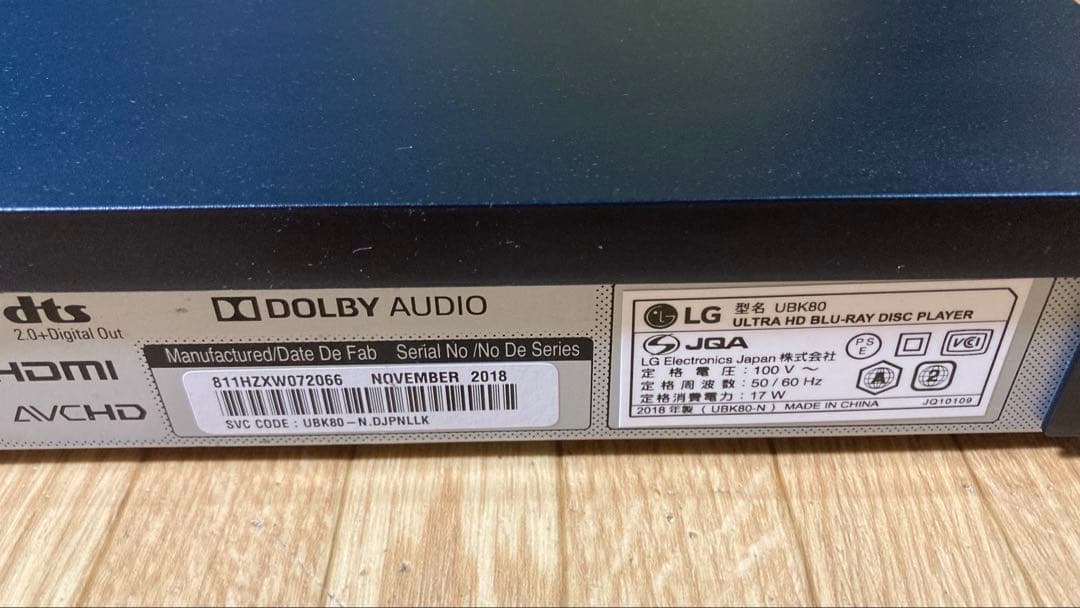 dts
2.0+Digital Out
HDMI
AVCHD
DOLBY AUDIO
Manufactured/Date De Fab Serial No /No De Series
811HZXW072066 NOVEMBER 2018
SVC CODE : UBK80-N.DJPNLLK
LG 型名 UBK80
ULTRA HD BLU-RAY DISC PLAYER
JQA
PS
E
VCCI
LG Electronics Japan 株式会社
定格電圧:100 V ～
定格周波数:50/60 Hz
定格消費電力:17 W
A 2
2018 年製 ( UBK80-N ) MADE IN CHINA JQ10109